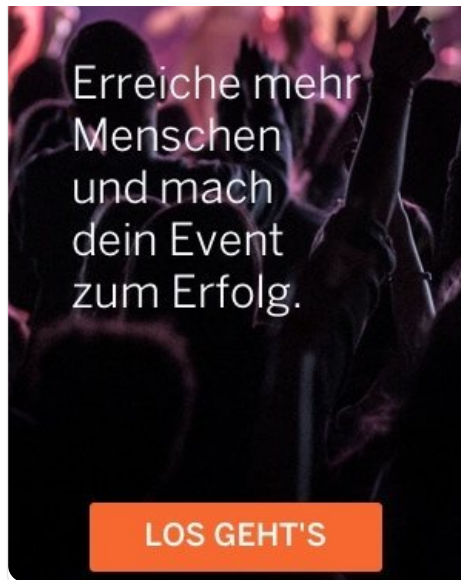 Erreiche mehr
Menschen
und mach
dein Event
zum Erfolg.
LOS GEHT'S